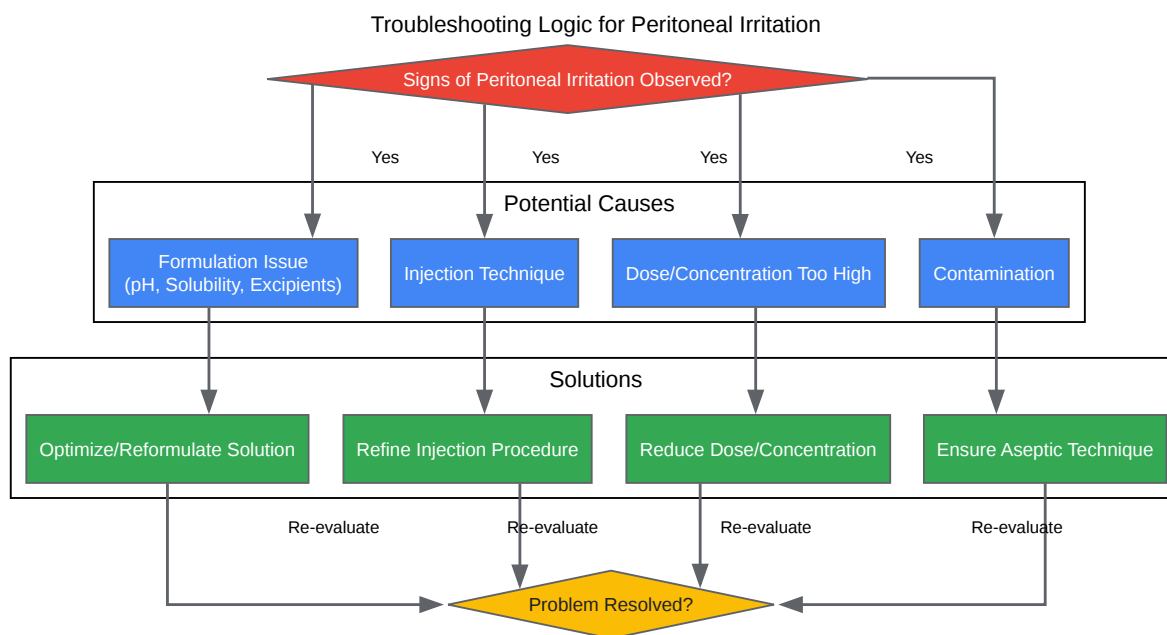 Troubleshooting Logic for Peritoneal Irritation
Signs of Peritoneal Irritation Observed?
Yes
Yes
Yes
Yes
Potential Causes
Formulation Issue
(pH, Solubility, Excipients)
Injection Technique
Dose/Concentration Too High
Contamination
Solutions
Optimize/Reformulate Solution
Refine Injection Procedure
Reduce Dose/Concentration
Ensure Aseptic Technique
Re-evaluate
Re-evaluate
Re-evaluate
Re-evaluate
Problem Resolved?